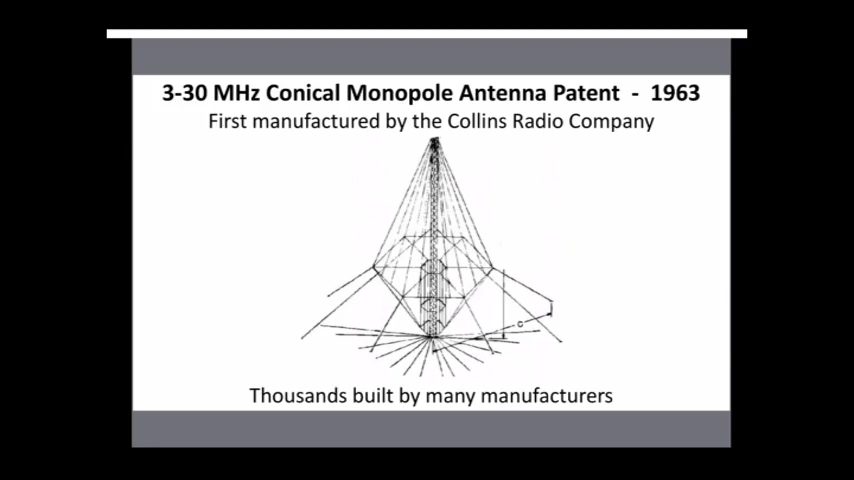 3-30 MHz Conical Monopole Antenna Patent - 1963
First manufactured by the Collins Radio Company
C
Thousands built by many manufacturers